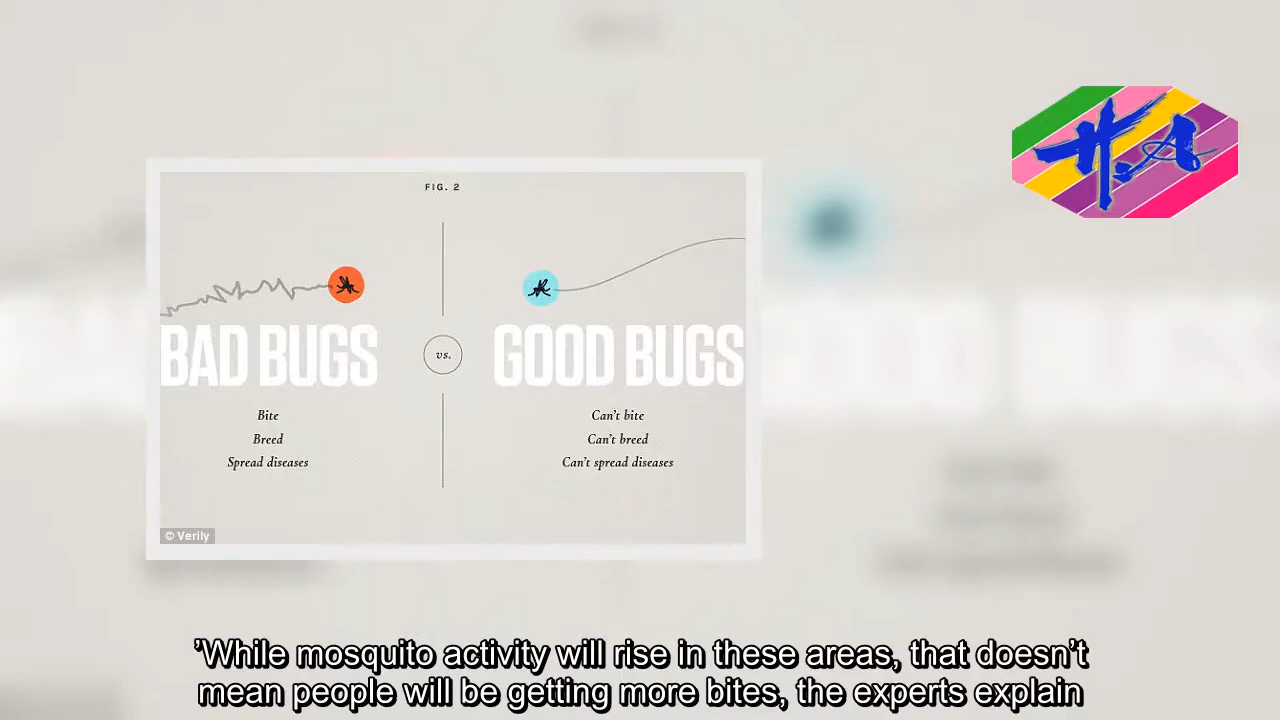 FIG. 2
BAD BUGS
vs.
GOOD BUGS
Bite
Breed
Spread diseases
Can't bite
Can't breed
Can't spread diseases
© Verily
H.A
'While mosquito activity will rise in these areas, that doesn't
mean people will be getting more bites, the experts explain